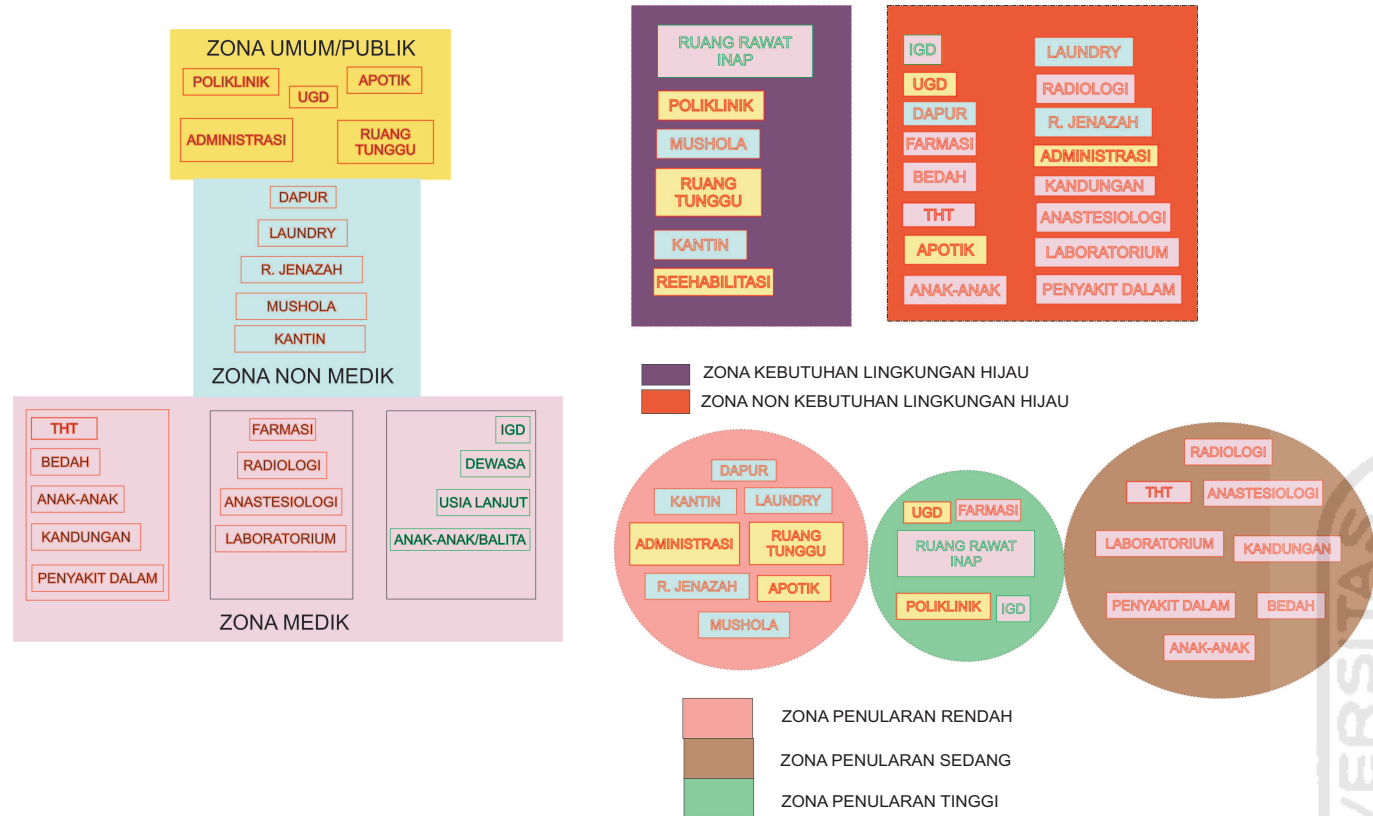 ZONA UMUM/PUBLIK
POLIKLINIK
APOTIK
UGD
ADMINISTRASI
RUANG
TUNGGU
DAPUR
LAUNDRY
R. JENAZAH
MUSHOLA
KANTIN
ZONA NON MEDIK
THT
BEDAH
ANAK-ANAK
KANDUNGAN
PENYAKIT DALAM
FARMASI
RADIOLOGI
ANASTESIOLOGI
LABORATORIUM
IGD
DEWASA
USIA LANJUT
ANAK-ANAK/BALITA
ZONA MEDIK
RUANG RAWAT
INAP
POLIKLINIK
MUSHOLA
RUANG
TUNGGU
KANTIN
REEHABILITASI
IGD
UGD
DAPUR
FARMASI
BEDAH
THT
APOTIK
ANAK-ANAK
LAUNDRY
RADIOLOGI
R. JENAZAH
ADMINISTRASI
KANDUNGAN
ANASTESIOLOGI
LABORATORIUM
PENYAKIT DALAM
ZONA KEBUTUHAN LINGKUNGAN HIJAU
ZONA NON KEBUTUHAN LINGKUNGAN HIJAU
DAPUR
KANTIN
LAUNDRY
ADMINISTRASI
RUANG
TUNGGU
R. JENAZAH
APOTIK
MUSHOLA
UGD
FARMASI
RUANG RAWAT
INAP
POLIKLINIK
IGD
RADIOLOGI
THT
ANASTESIOLOGI
LABORATORIUM
KANDUNGAN
PENYAKIT DALAM
BEDAH
ANAK-ANAK
ZONA PENULARAN RENDAH
ZONA PENULARAN SEDANG
ZONA PENULARAN TINGGI